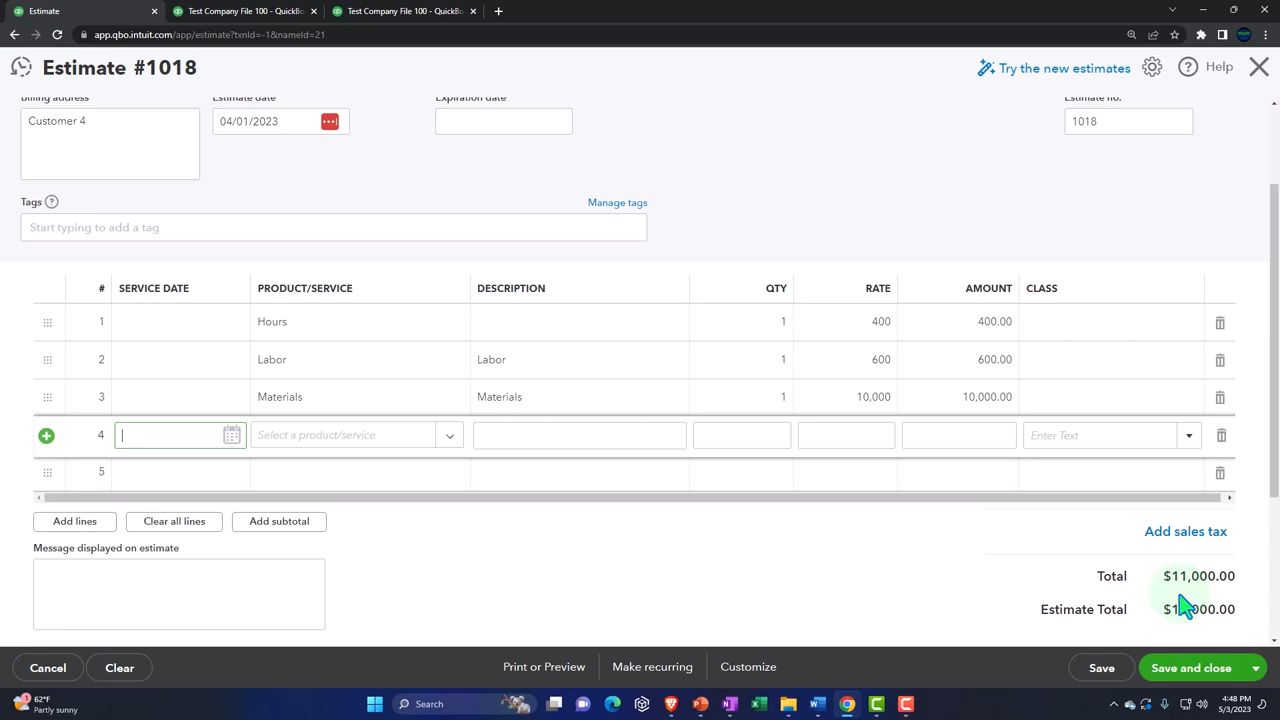 Estimate
Test Company File 100 - QuickBo
Test Company File 100 - QuickBo
app.qbo.intuit.com/app/estimate?txnId=-1&nameId=21
Estimate #1018
Try the new estimates
Help
Billing address
Estimate date
Expiration date
Estimate no.
Customer 4
04/01/2023
1018
Tags
Manage tags
Start typing to add a tag
# SERVICE DATE PRODUCT/SERVICE DESCRIPTION QTY RATE AMOUNT CLASS
1 Hours 1 400 400.00
2 Labor Labor 1 600 600.00
3 Materials Materials 1 10,000 10,000.00
4 Select a product/service Enter Text
5
Add lines
Clear all lines
Add subtotal
Add sales tax
Message displayed on estimate
Total $11,000.00
Estimate Total
Cancel
Clear
Print or Preview
Make recurring
Customize
Save
Save and close
62°F
Partly sunny
Search
4:48 PM
5/3/2023